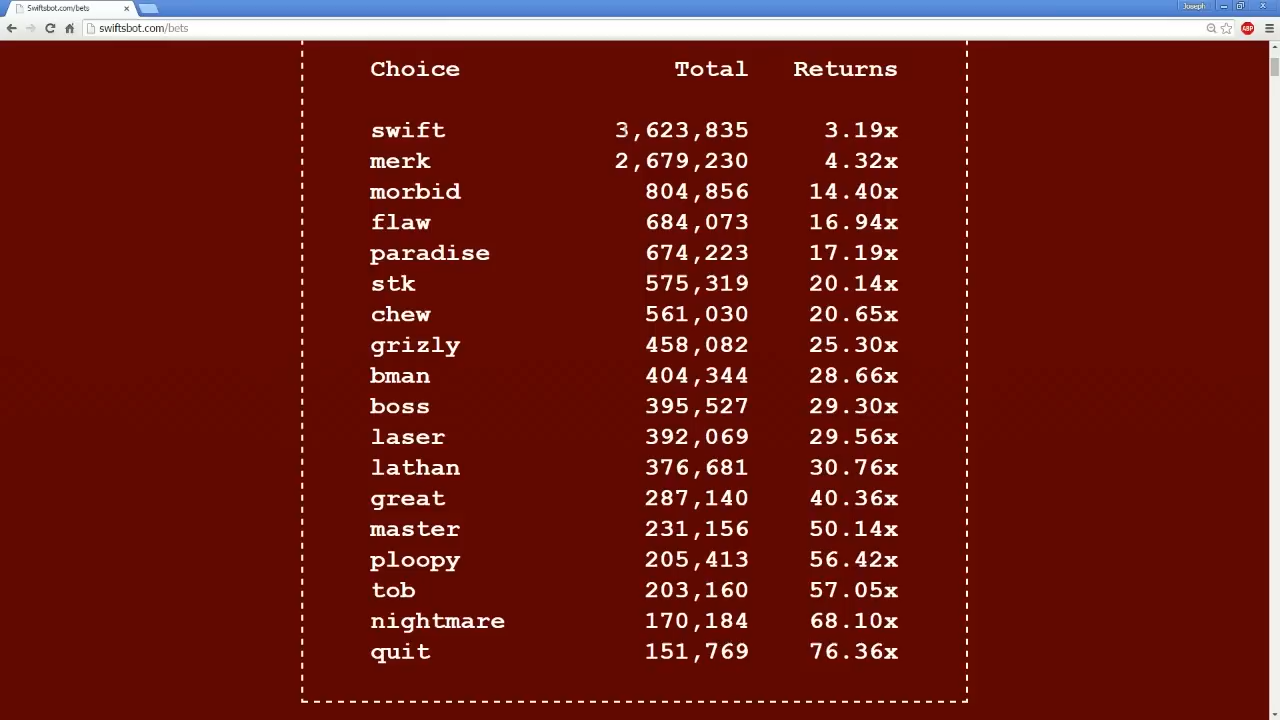 Swiftsbot.com/bets
Joseph
swiftsbot.com/bets
ABP
Choice Total Returns
swift 3,623,835 3.19x
merk 2,679,230 4.32x
morbid 804,856 14.40x
flaw 684,073 16.94x
paradise 674,223 17.19x
stk 575,319 20.14x
chew 561,030 20.65x
grizly 458,082 25.30x
bman 404,344 28.66x
boss 395,527 29.30x
laser 392,069 29.56x
lathan 376,681 30.76x
great 287,140 40.36x
master 231,156 50.14x
ploopy 205,413 56.42x
tob 203,160 57.05x
nightmare 170,184 68.10x
quit 151,769 76.36x